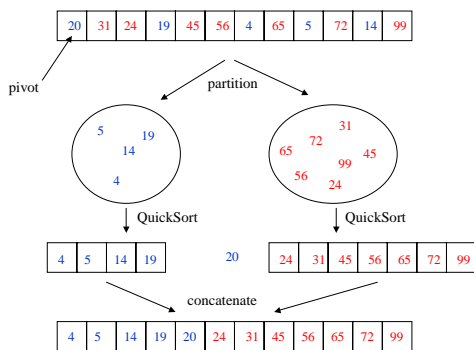 20 31 24 19 45 56 4 65 5 72 14 99
pivot
partition
5 19
14
4
31
72
65 45
99
56
24
QuickSort QuickSort
4 5 14 19 20 24 31 45 56 65 72 99
concatenate
4 5 14 19 20 24 31 45 56 65 72 99